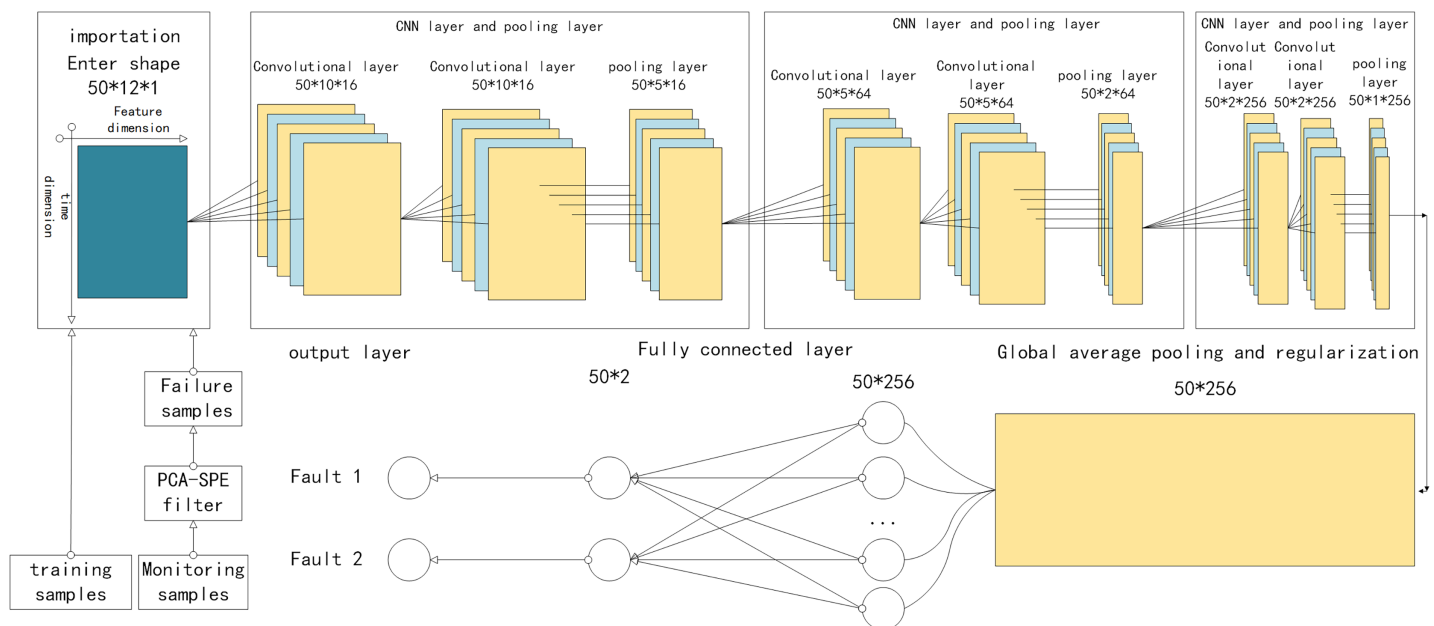 importation
Enter shape
50*12*1
Feature
dimension
time
dimension
CNN layer and pooling layer
Convolutional layer
50*10*16
Convolutional layer
50*10*16
pooling layer
50*5*16
CNN layer and pooling layer
Convolutional layer
50*5*64
Convolutional
layer
50*5*64
pooling layer
50*2*64
CNN layer and pooling layer
Convolut
ional
layer
50*2*256
Convolut
ional
layer
50*2*256
pooling
layer
50*1*256
output layer
Fully connected layer
Global average pooling and regularization
50*2
50*256
50*256
Failure
samples
PCA-SPE
filter
training
samples
Monitoring
samples
Fault 1
...
Fault 2